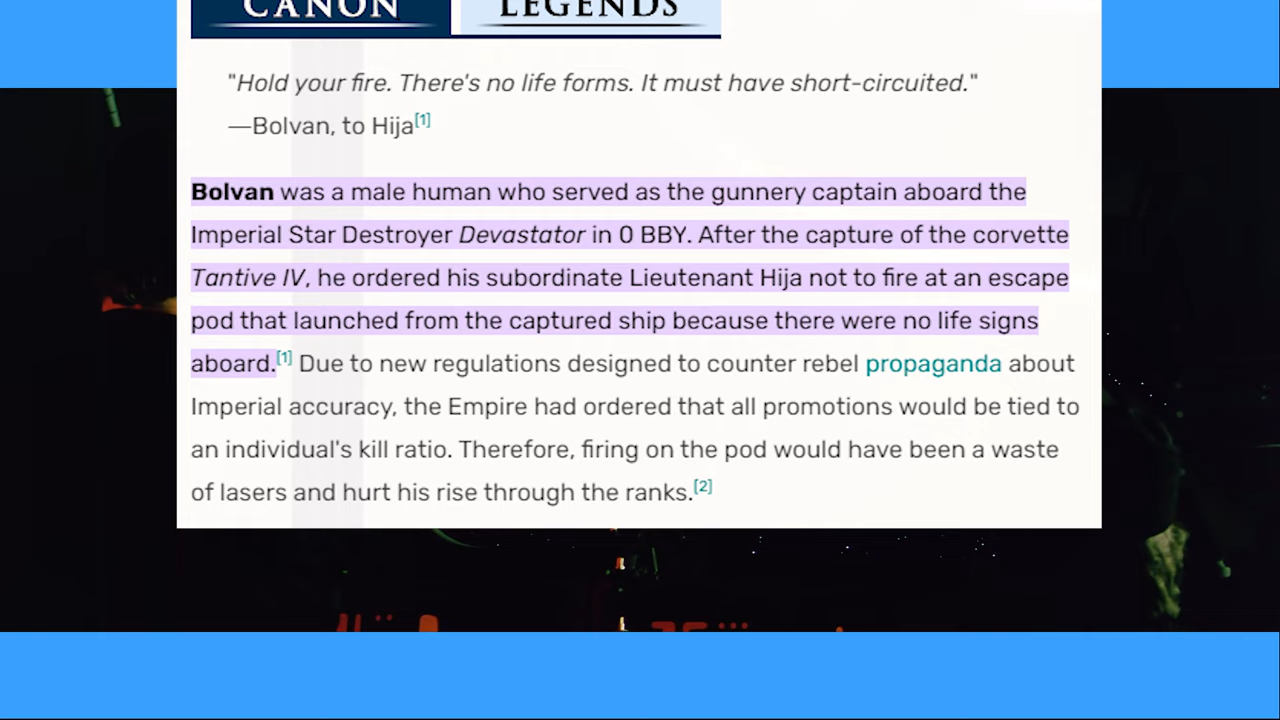 CANON LEGENDS
"Hold your fire. There's no life forms. It must have short-circuited."
—Bolvan, to Hija[1]
Bolvan was a male human who served as the gunnery captain aboard the
Imperial Star Destroyer Devastator in 0 BBY. After the capture of the corvette
Tantive IV, he ordered his subordinate Lieutenant Hija not to fire at an escape
pod that launched from the captured ship because there were no life signs
aboard.[1] Due to new regulations designed to counter rebel propaganda about
Imperial accuracy, the Empire had ordered that all promotions would be tied to
an individual's kill ratio. Therefore, firing on the pod would have been a waste
of lasers and hurt his rise through the ranks.[2]